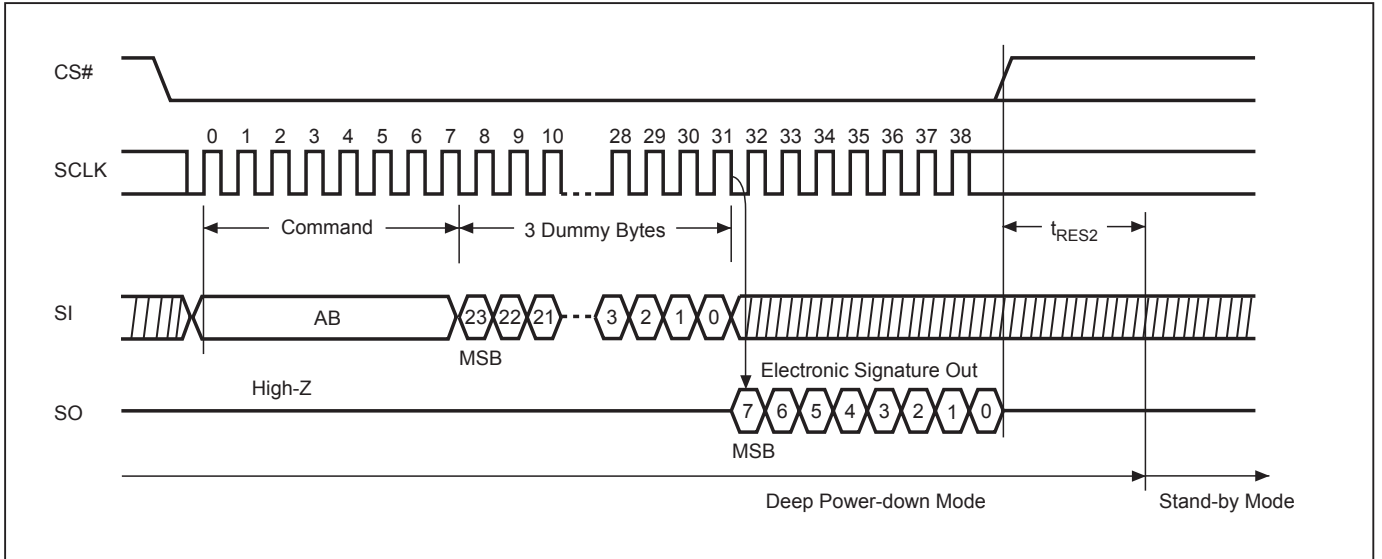 CS#
0 1 2 3 4 5 6 7 8 9 10 28 29 30 31 32 33 34 35 36 37 38
SCLK
Command
3 Dummy Bytes
tRES2
SI
AB
23 22 21 3 2 1 0
MSB
Electronic Signature Out
High-Z
SO
7 6 5 4 3 2 1 0
MSB
Deep Power-down Mode
Stand-by Mode